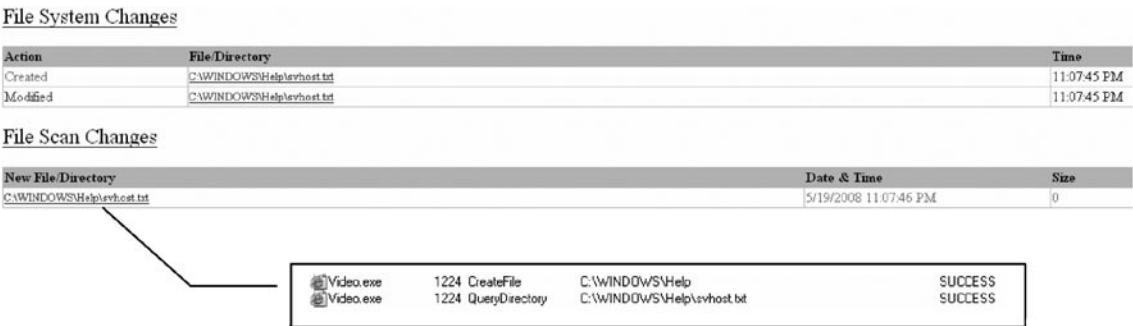 File System Changes
Action File/Directory Time
Created C:\WINDOWS\Help\svhost.txt 11:07:45 PM
Modified C:\WINDOWS\Help\svhost.txt 11:07:45 PM
File Scan Changes
New File/Directory Date & Time Size
C:\WINDOWS\Help\svhost.txt 5/19/2008 11:07:46 PM 0
Video.exe 1224 CreateFile C:\WINDOWS\Help SUCCESS
Video.exe 1224 QueryDirectory C:\WINDOWS\Help\svhost.txt SUCCESS